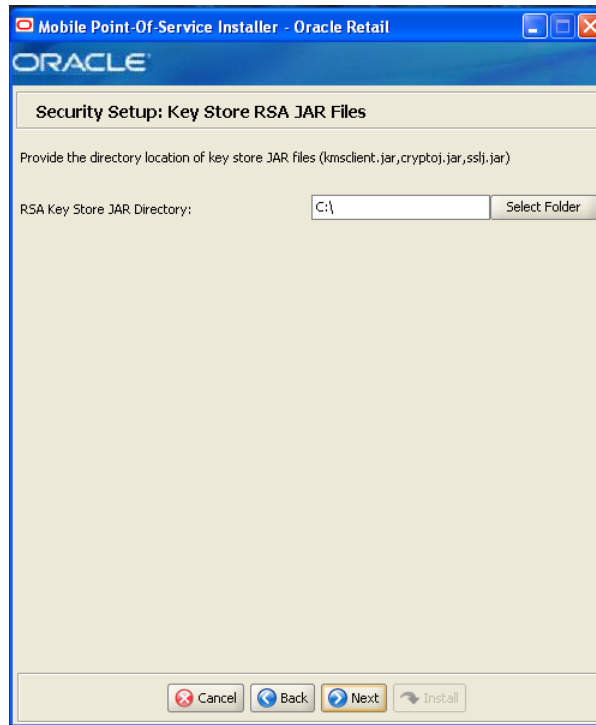 Mobile Point-Of-Service Installer - Oracle Retail
ORACLE
Security Setup: Key Store RSA JAR Files
Provide the directory location of key store JAR files (kmsclient.jar,cryptoj.jar,sslj.jar)
RSA Key Store JAR Directory: C:\ Select Folder
Cancel Back Next Install